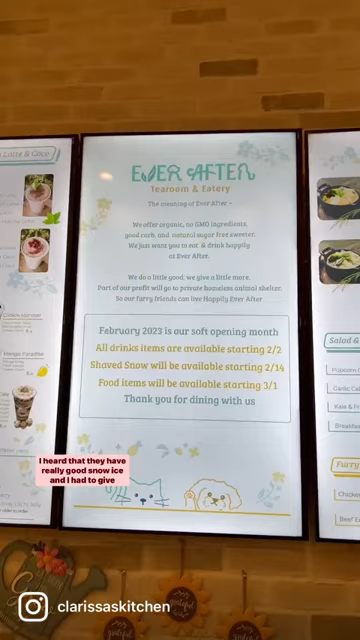 Latte & Coco
EVER AFTER
Tearoom & Eatery
The meaning of Ever After ~
We offer organic, no GMO ingredients,
good carb, and natural sugar free sweeter.
We just want you to eat & drink happily
at Ever After.
We do a little good, we give a little more.
Part of our profit will go to private homeless animal shelter.
So our furry friends can live Happily Ever After
February 2023 is our soft opening month
All drinks items are available starting 2/2
Shaved Snow will be available starting 2/14
Food items will be available starting 3/1
Thank you for dining with us
Mango Paradise
Salad &
Popcorn
Garlic
Kale & Fr
Breakfas
Furry
Chicken
Beef
I heard that they have
really good snow ice
and I had to give
grateful
clarissaskitchen